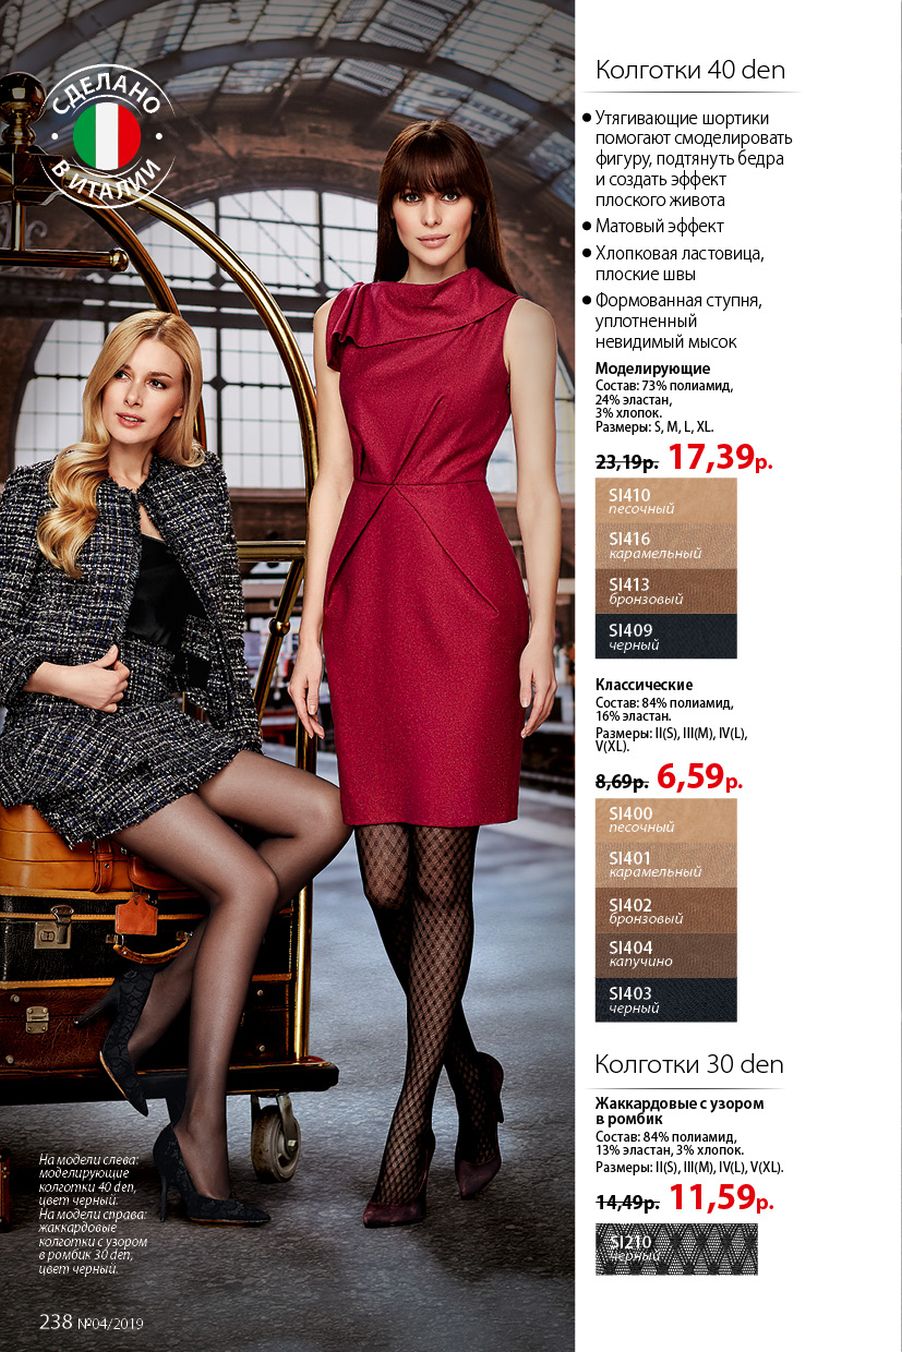 СДЕЛАНО
В ИТАЛИИ
Колготки 40 den
• Утягивающие шортики
помогают смоделировать
фигуру, подтянуть бедра
и создать эффект
плоского живота
• Матовый эффект
• Хлопковая ластовица,
плоские швы
• Формованная ступня,
уплотненный
невидимый мысок
Моделирующие
Состав: 73% полиамид,
24% эластан,
3% хлопок.
Размеры: S, M, L, XL.
23,19р. 17,39р.
SI410
песочный
SI416
карамельный
SI413
бронзовый
SI409
черный
Классические
Состав: 84% полиамид,
16% эластан.
Размеры: II(S), III(M), IV(L),
V(XL).
8,69р. 6,59р.
SI400
песочный
SI401
карамельный
SI402
бронзовый
SI404
капучино
SI403
черный
Колготки 30 den
Жаккардовые с узором
в ромбик
Состав: 84% полиамид,
13% эластан, 3% хлопок.
Размеры: II(S), III(M), IV(L), V(XL).
14,49р. 11,59р.
SI210
черный
На модели слева:
моделирующие
колготки 40 den,
цвет черный.
На модели справа:
жаккардовые
колготки с узором
в ромбик 30 den,
цвет черный.
238 №04/2019